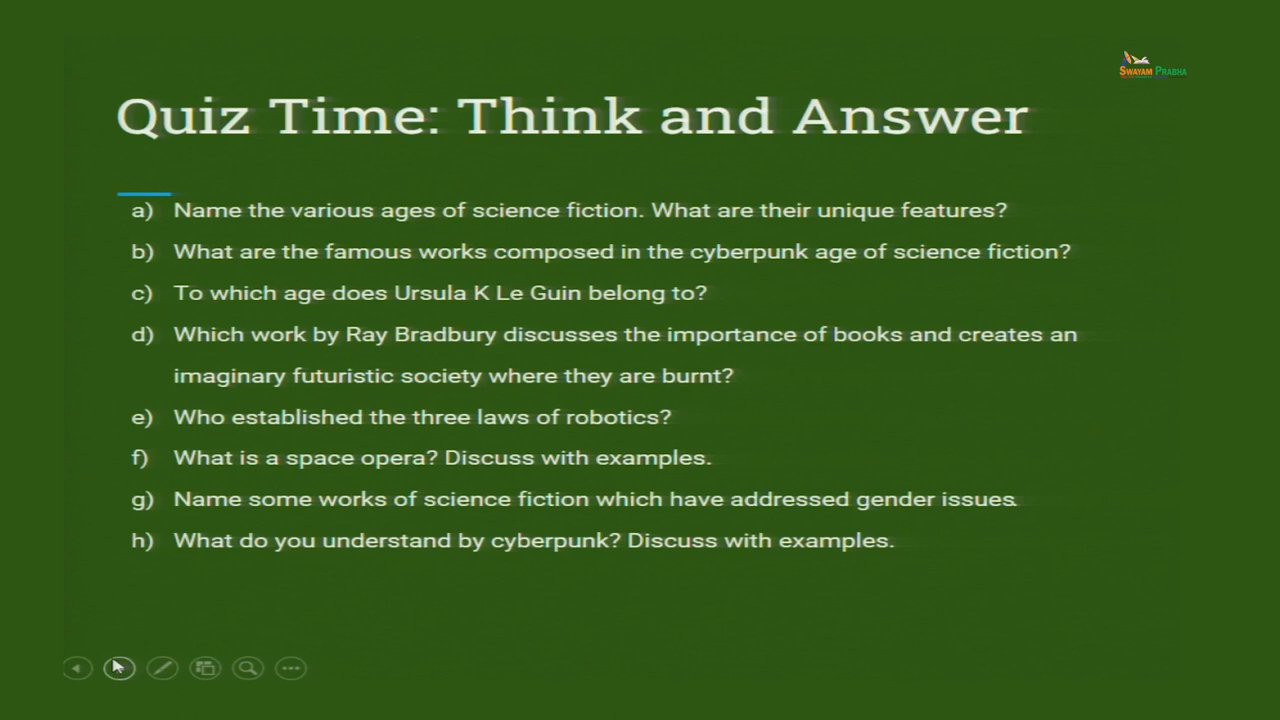 SWAYAM PRABHA
Quiz Time: Think and Answer
a) Name the various ages of science fiction. What are their unique features?
b) What are the famous works composed in the cyberpunk age of science fiction?
c) To which age does Ursula K Le Guin belong to?
d) Which work by Ray Bradbury discusses the importance of books and creates an
imaginary futuristic society where they are burnt?
e) Who established the three laws of robotics?
f) What is a space opera? Discuss with examples.
g) Name some works of science fiction which have addressed gender issues.
h) What do you understand by cyberpunk? Discuss with examples.